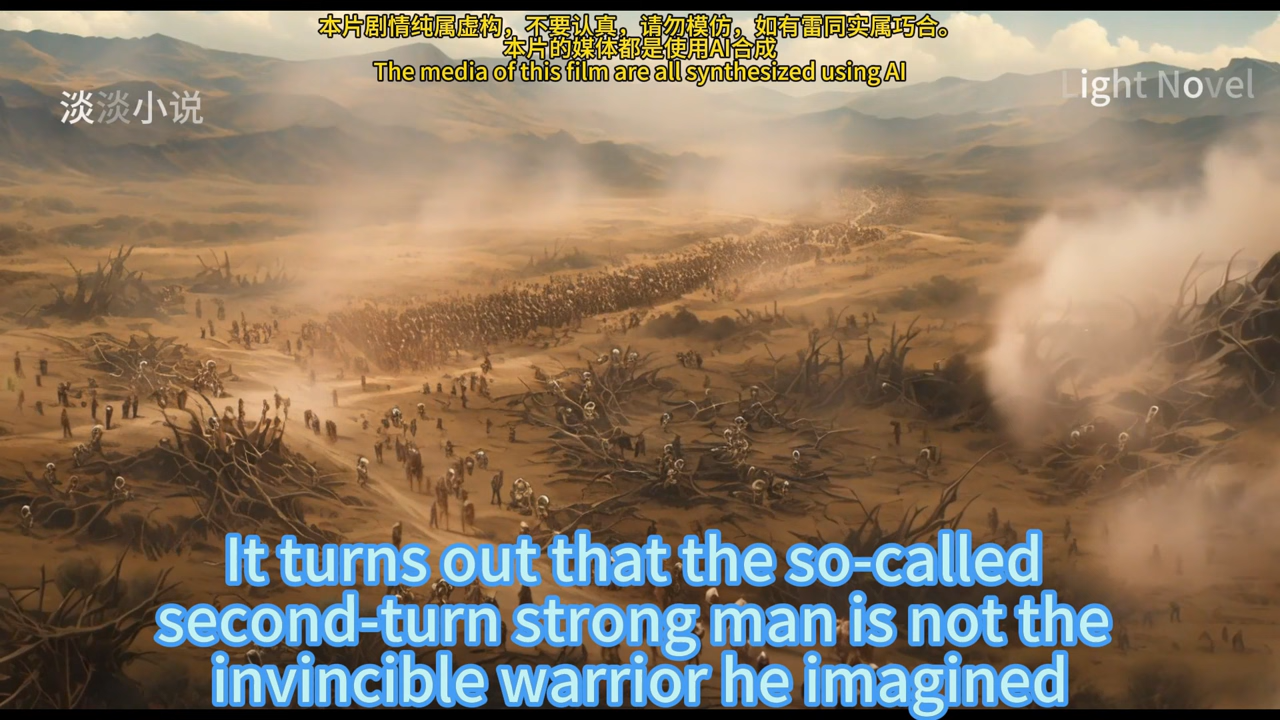 本片剧情纯属虚构，不要认真，请勿模仿，如有雷同实属巧合。
本片的媒体都是使用AI合成
The media of this film are all synthesized using AI
淡淡小说
Light Novel
It turns out that the so-called
second-turn strong man is not the
invincible warrior he imagined